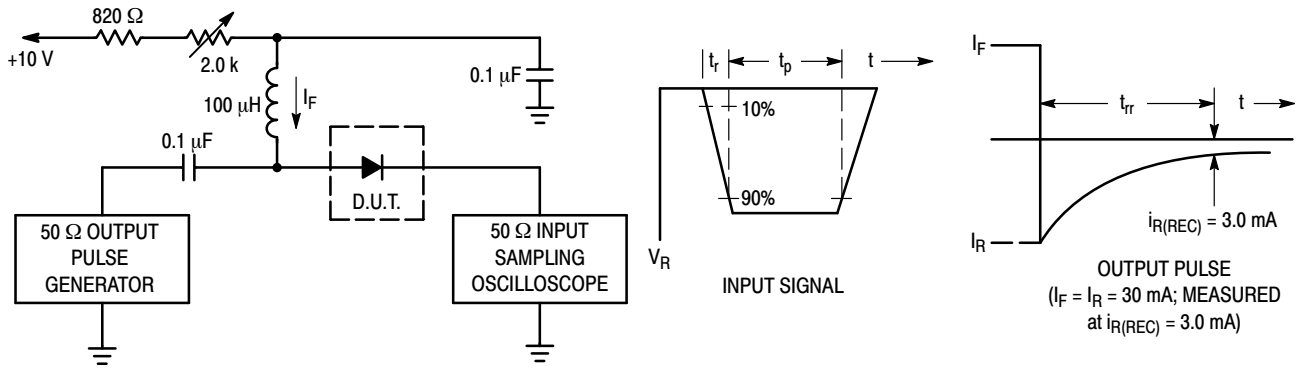 820 Ω
+10 V
2.0 k
100 μH
I_F
0.1 μF
0.1 μF
D.U.T.
50 Ω OUTPUT
PULSE
GENERATOR
50 Ω INPUT
SAMPLING
OSCILLOSCOPE
t_r
t_p
t
10%
90%
V_R
INPUT SIGNAL
I_F
t_rr
t
I_R
i_R(REC) = 3.0 mA
OUTPUT PULSE
(I_F = I_R = 30 mA; MEASURED
at i_R(REC) = 3.0 mA)